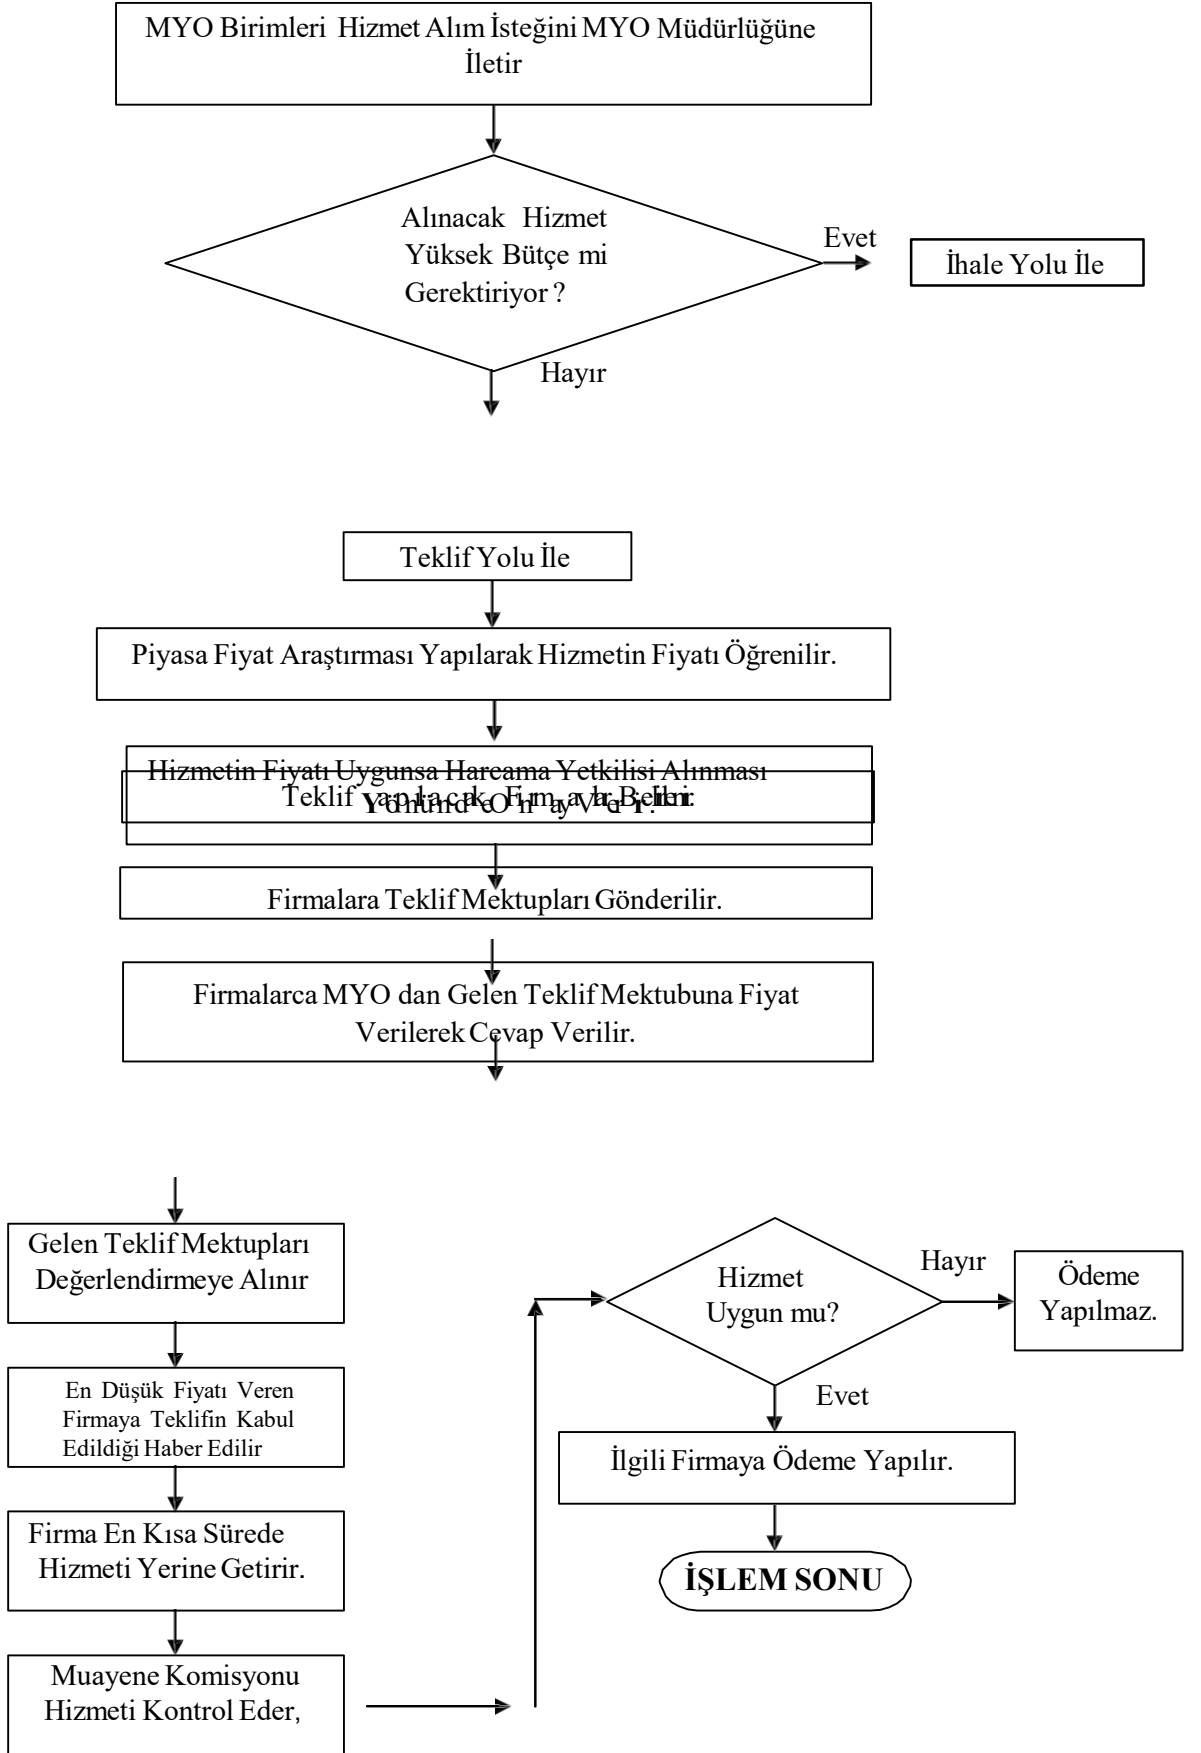 MYO Birimleri Hizmet Alım İsteğini MYO Müdürlüğüne
İletir
Alınacak Hizmet
Yüksek Bütçe mi
Gerektiriyor ?
Evet
İhale Yolu İle
Hayır
Teklif Yolu İle
Piyasa Fiyat Araştırması Yapılarak Hizmetin Fiyatı Öğrenilir.
Hizmetin Fiyatı Uygunsa Harcama Yetkilisi Alınması
Teklif
Firmalara Teklif Mektupları Gönderilir.
Firmalarca MYO dan Gelen Teklif Mektubuna Fiyat
Verilerek Cevap Verilir.
Gelen Teklif Mektupları
Değerlendirmeye Alınır
En Düşük Fiyatı Veren
Firmaya Teklifin Kabul
Edildiği Haber Edilir
Firma En Kısa Sürede
Hizmeti Yerine Getirir.
Muayene Komisyonu
Hizmeti Kontrol Eder,
Hizmet
Uygun mu?
Hayır
Ödeme
Yapılmaz.
Evet
İlgili Firmaya Ödeme Yapılır.
İŞLEM SONU